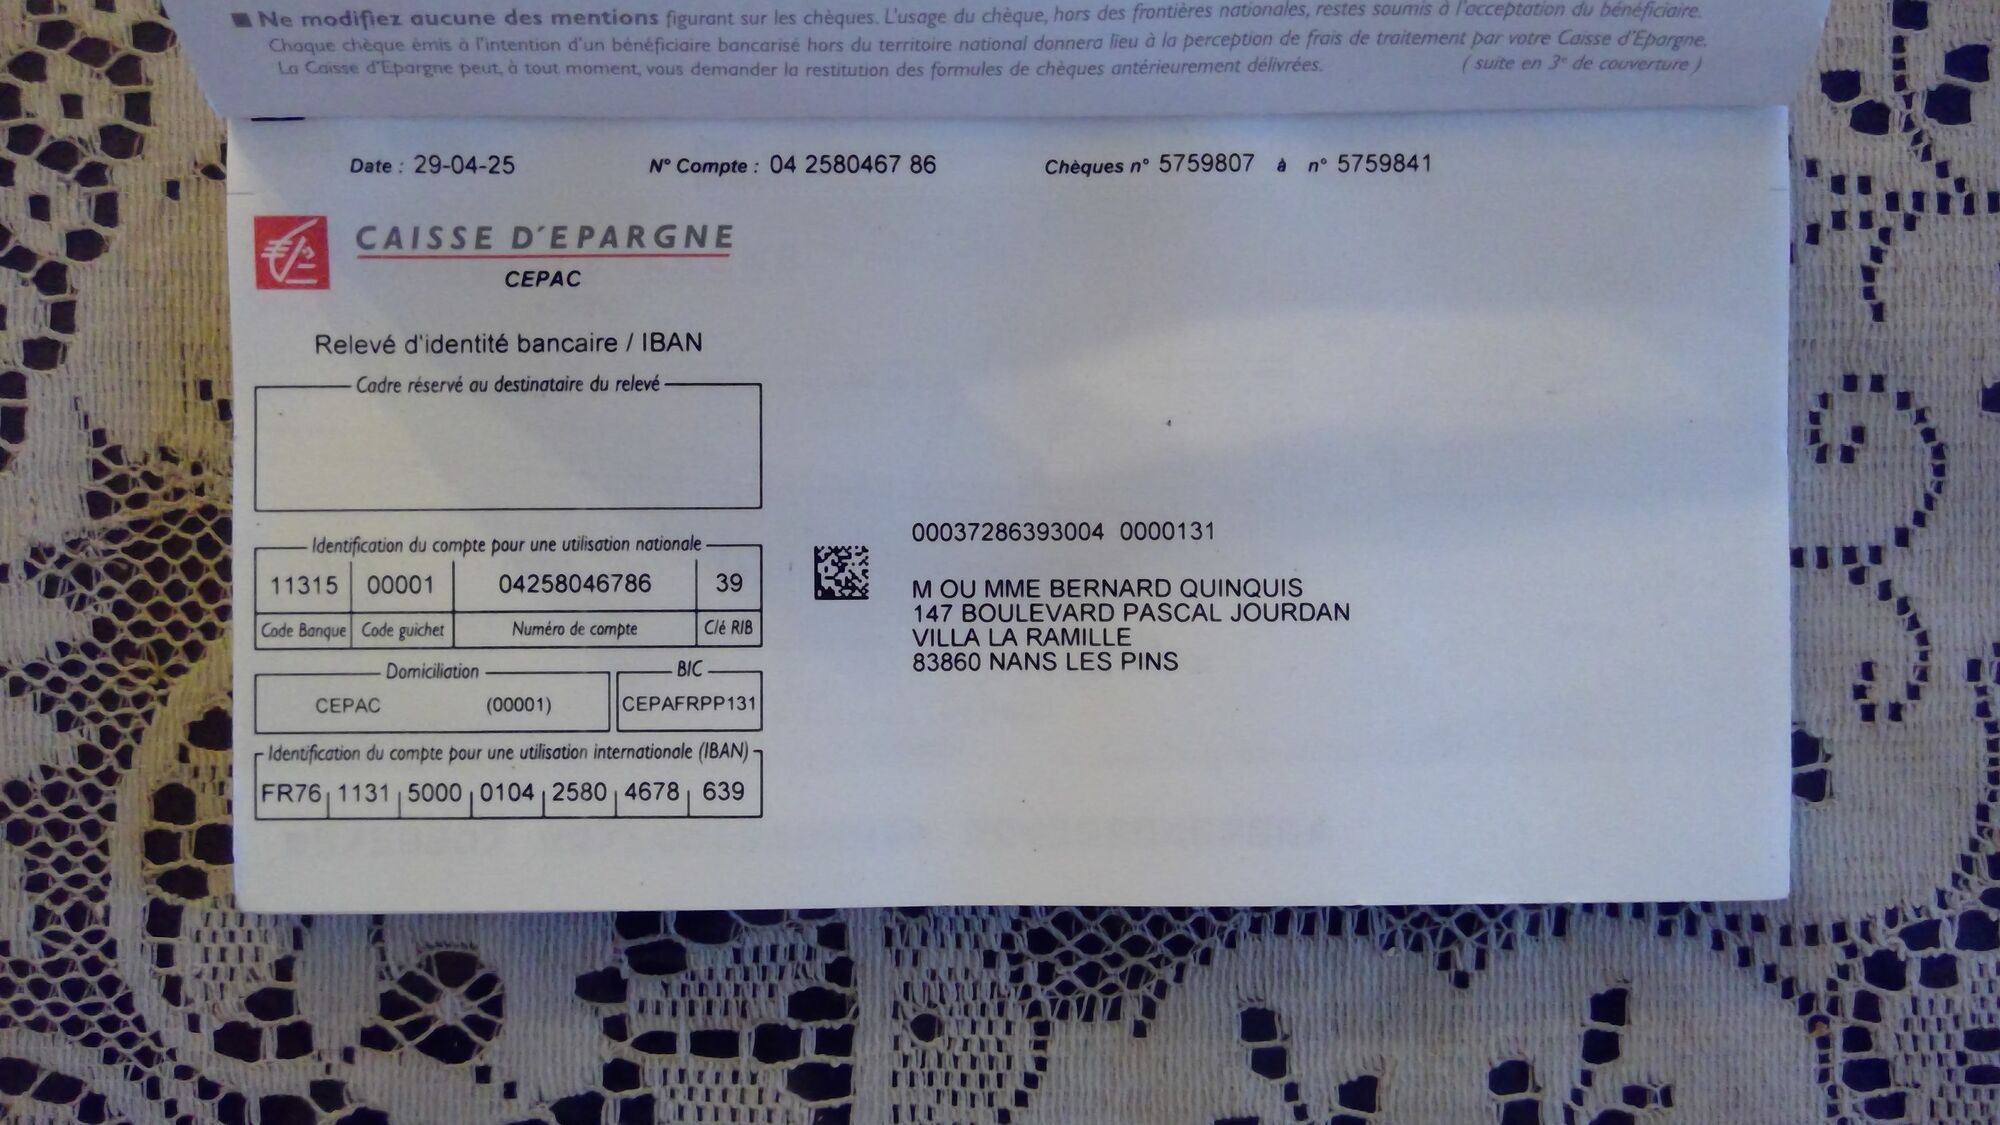 ■ Ne modifiez aucune des mentions figurant sur les chèques. L'usage du chèque, hors des frontières nationales, restes soumis à l'acceptation du bénéficiaire.
Chaque chèque émis à l'intention d'un bénéficiaire bancarisé hors du territoire national donnera lieu à la perception de frais de traitement par votre Caisse d'Epargne.
La Caisse d'Epargne peut, à tout moment, vous demander la restitution des formules de chèques antérieurement délivrées. (suite en 3e de couverture)
Date : 29-04-25 N° Compte : 04 2580467 86 Chèques n° 5759807 à n° 5759841
CAISSE D'EPARGNE
CEPAC
Relevé d'identité bancaire / IBAN
Cadre réservé au destinataire du relevé
Identification du compte pour une utilisation nationale
11315 00001 04258046786 39
Code Banque Code guichet Numéro de compte Clé RIB
Domiciliation BIC
CEPAC (00001) CEPAFRPP131
Identification du compte pour une utilisation internationale (IBAN)
FR76 1131 5000 0104 2580 4678 639
00037286393004 0000131
M OU MME BERNARD QUINQUIS
147 BOULEVARD PASCAL JOURDAN
VILLA LA RAMILLE
83860 NANS LES PINS